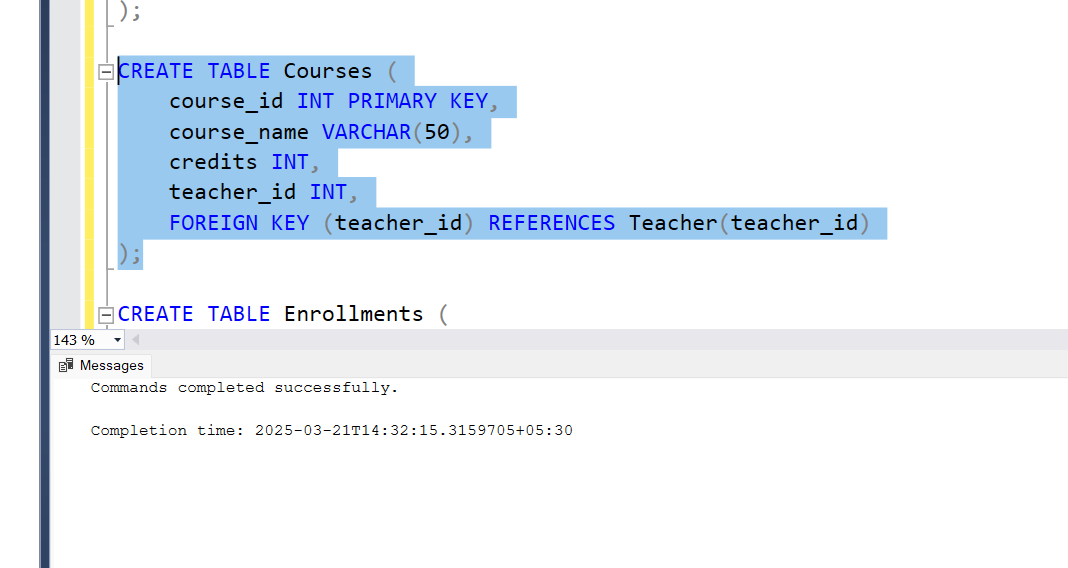 );
CREATE TABLE Courses (
course_id INT PRIMARY KEY,
course_name VARCHAR(50),
credits INT,
teacher_id INT,
FOREIGN KEY (teacher_id) REFERENCES Teacher(teacher_id)
);
CREATE TABLE Enrollments (
143 %
Messages
Commands completed successfully.
Completion time: 2025-03-21T14:32:15.3159705+05:30